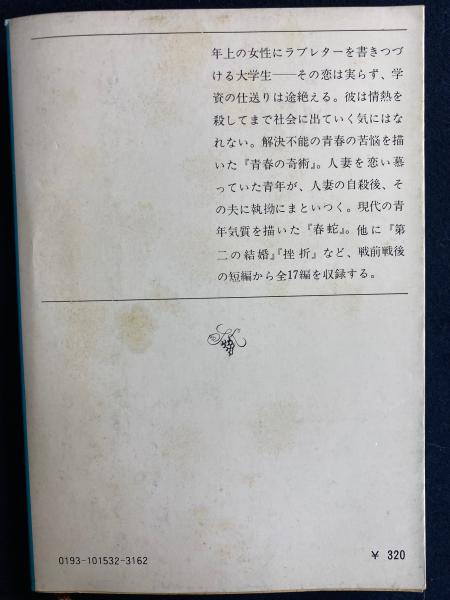 年上の女性にラブレターを書きつづ
ける大学生──その恋は実らず、学
資の仕送りは途絶える。彼は情熱を
殺してまで社会に出ていく気にはな
れない。解決不能の青春の苦悩を描
いた『青春の奇術』。人妻を恋い慕
っていた青年が、人妻の自殺後、そ
の夫に執拗にまといつく。現代の青
年気質を描いた『春蛇』。他に『第
二の結婚』『挫折』など、戦前戦後
の短編から全17編を収録する。
0193-101532-3162
¥ 320